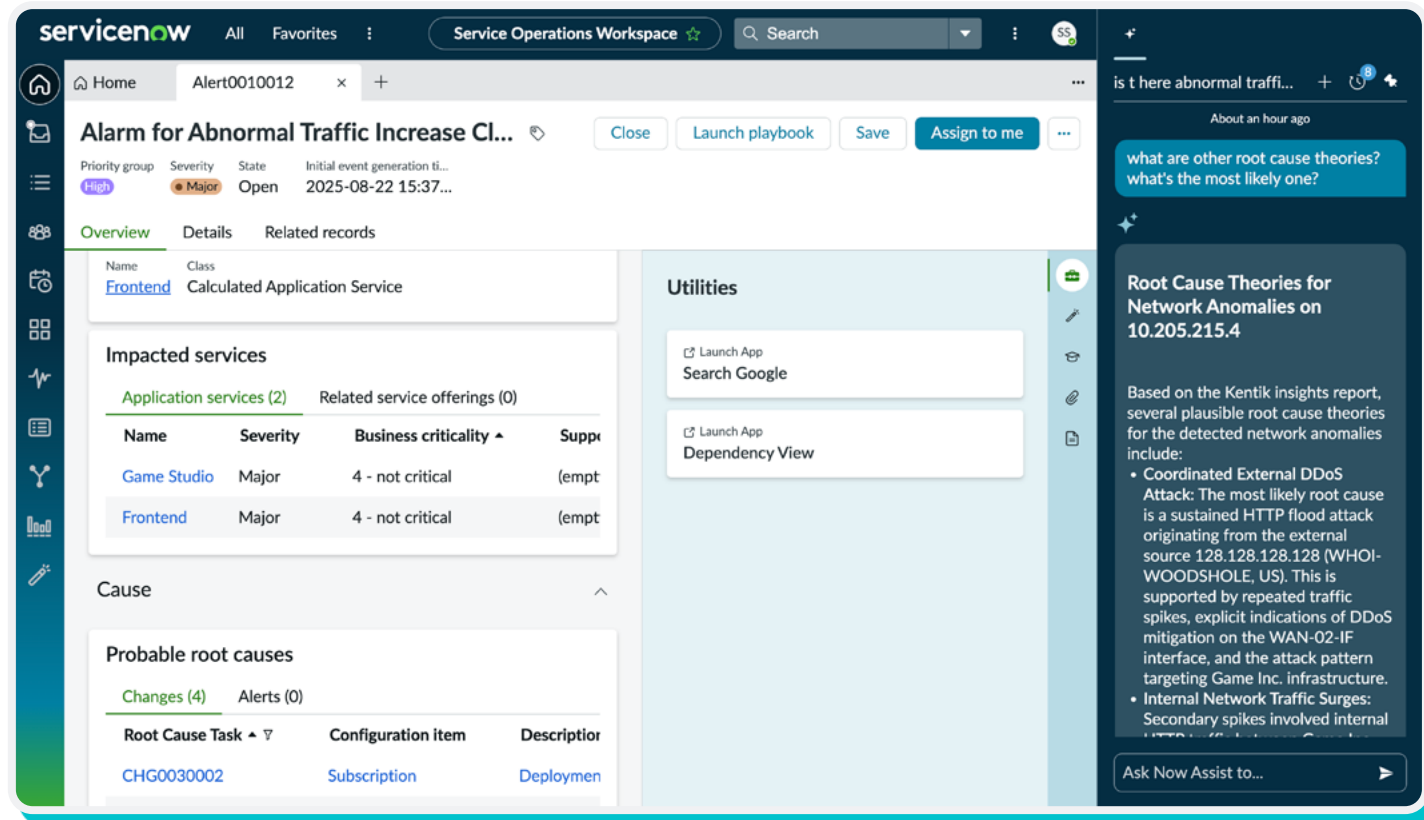 servicenow All Favorites Service Operations Workspace Search SS
Home Alert0010012
Alarm for Abnormal Traffic Increase Cl...
Close Launch playbook Save Assign to me
Priority group Severity State Initial event generation ti...
High Major Open 2025-08-22 15:37...
Overview Details Related records
Name Class
Frontend Calculated Application Service
Impacted services
Application services (2) Related service offerings (0)
Name Severity Business criticality
Game Studio Major 4 - not critical (empt
Frontend Major 4 - not critical (empt
Cause
Probable root causes
Changes (4) Alerts (0)
Root Cause Task Configuration item Description
CHG0030002 Subscription Deploymen
Utilities
Launch App
Search Google
Launch App
Dependency View
is t here abnormal traffi... 8
About an hour ago
what are other root cause theories?
what's the most likely one?
Root Cause Theories for
Network Anomalies on
10.205.215.4
Based on the Kentik insights report,
several plausible root cause theories
for the detected network anomalies
include:
• Coordinated External DDoS
Attack: The most likely root cause
is a sustained HTTP flood attack
originating from the external
source 128.128.128.128 (WHOI-
WOODSHOLE, US). This is
supported by repeated traffic
spikes, explicit indications of DDoS
mitigation on the WAN-02-IF
interface, and the attack pattern
targeting Game Inc. infrastructure.
• Internal Network Traffic Surges:
Secondary spikes involved internal
Ask Now Assist to...